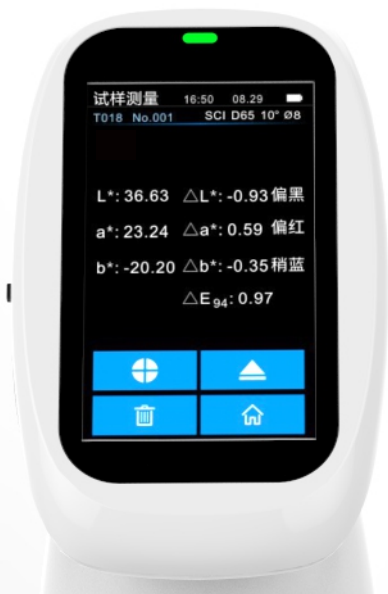 试样测量 16:50 08.29
T018 No.001 SCI D65 10° Ø8
L*: 36.63 △L*: -0.93 偏黑
a*: 23.24 △a*: 0.59 偏红
b*: -20.20 △b*: -0.35 稍蓝
△E94: 0.97